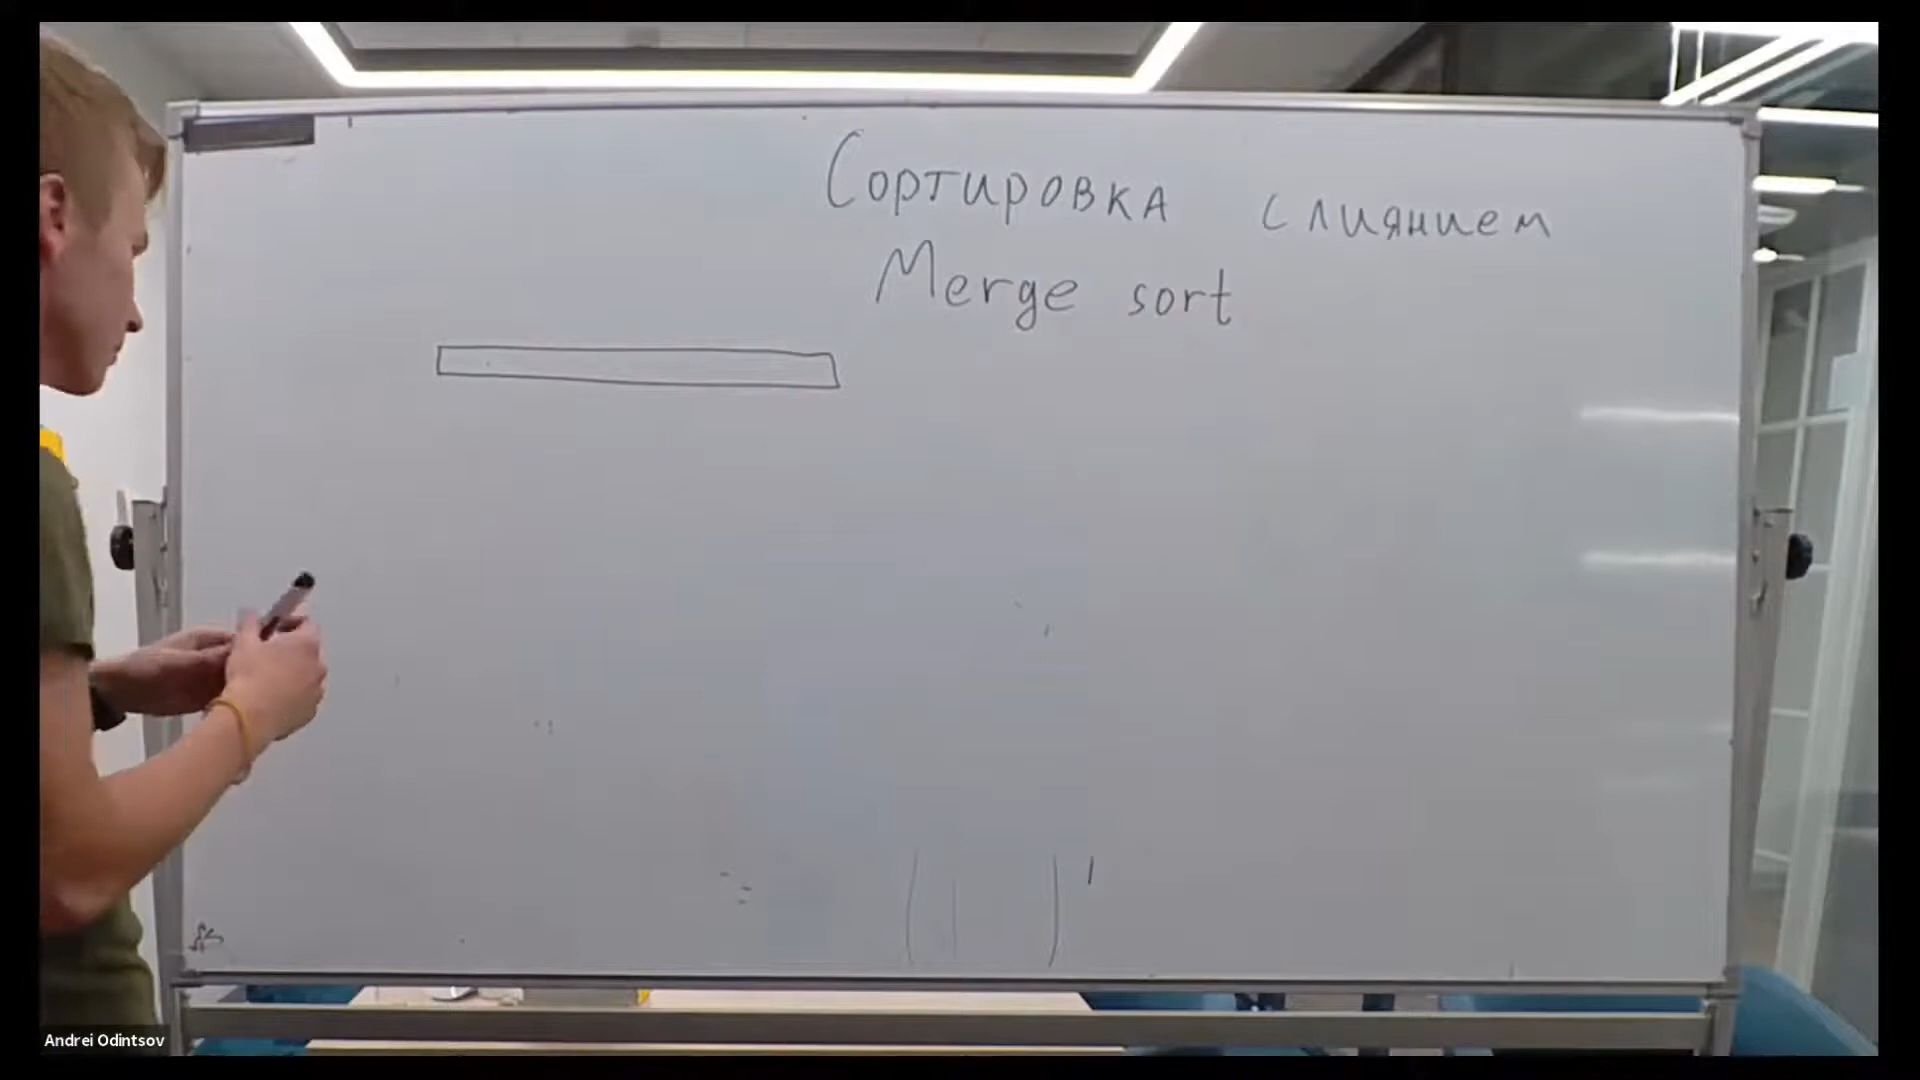 Сортировка слиянием
Merge sort
Andrei Odintsov